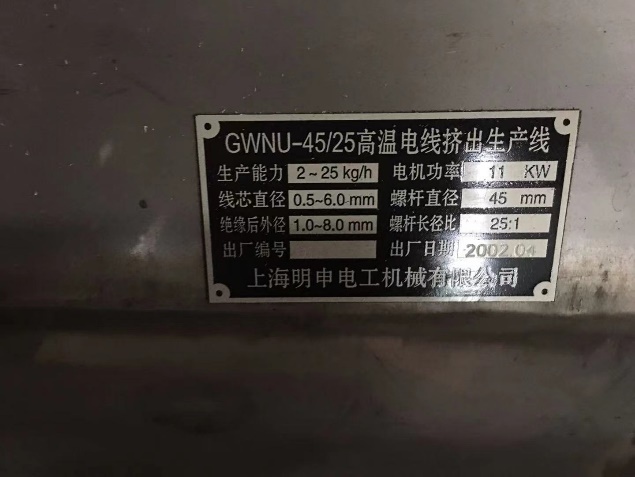 GWNU-45/25高温电线挤出生产线
生产能力 2~25 kg/h 电机功率 11 KW
线芯直径 0.5~6.0 mm 螺杆直径 45 mm
绝缘后外径 1.0~8.0 mm 螺杆长径比 25:1
出厂编号 出厂日期 2002.04
上海明申电工机械有限公司